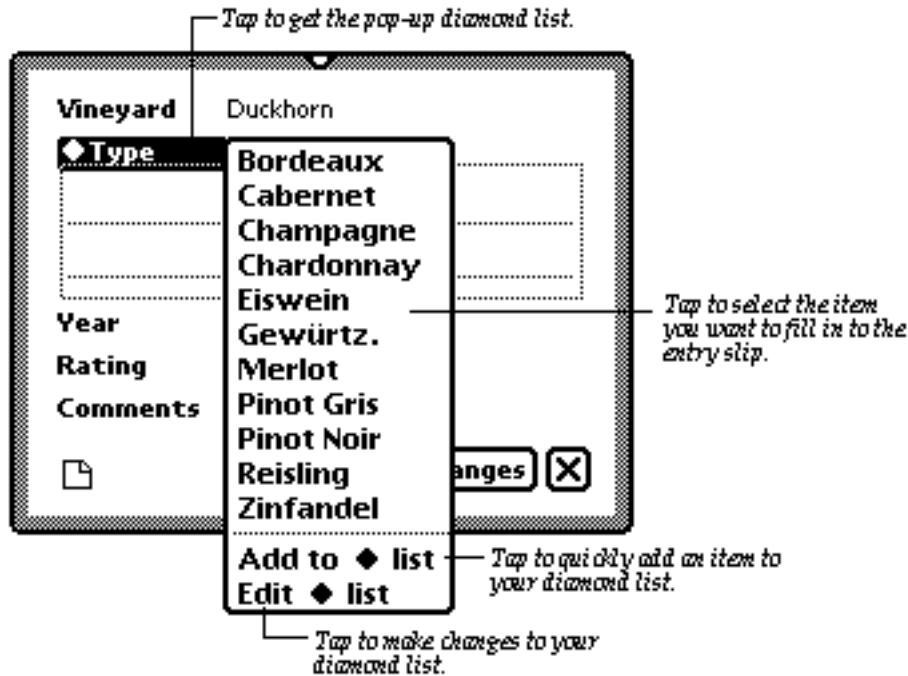 Tap to get the pop-up diamond list.
Vineyard Duckhorn
◆Type
Bordeaux
Cabernet
Champagne
Chardonnay
Eiswein
Gewürtz.
Merlot
Pinot Gris
Pinot Noir
Reisling
Zinfandel
Add to ◆ list
Edit ◆ list
Year
Rating
Comments
anges
Tap to select the item
you want to fill in to the
entry slip.
Tap to quickly add an item to
your diamond list.
Tap to make changes to your
diamond list.